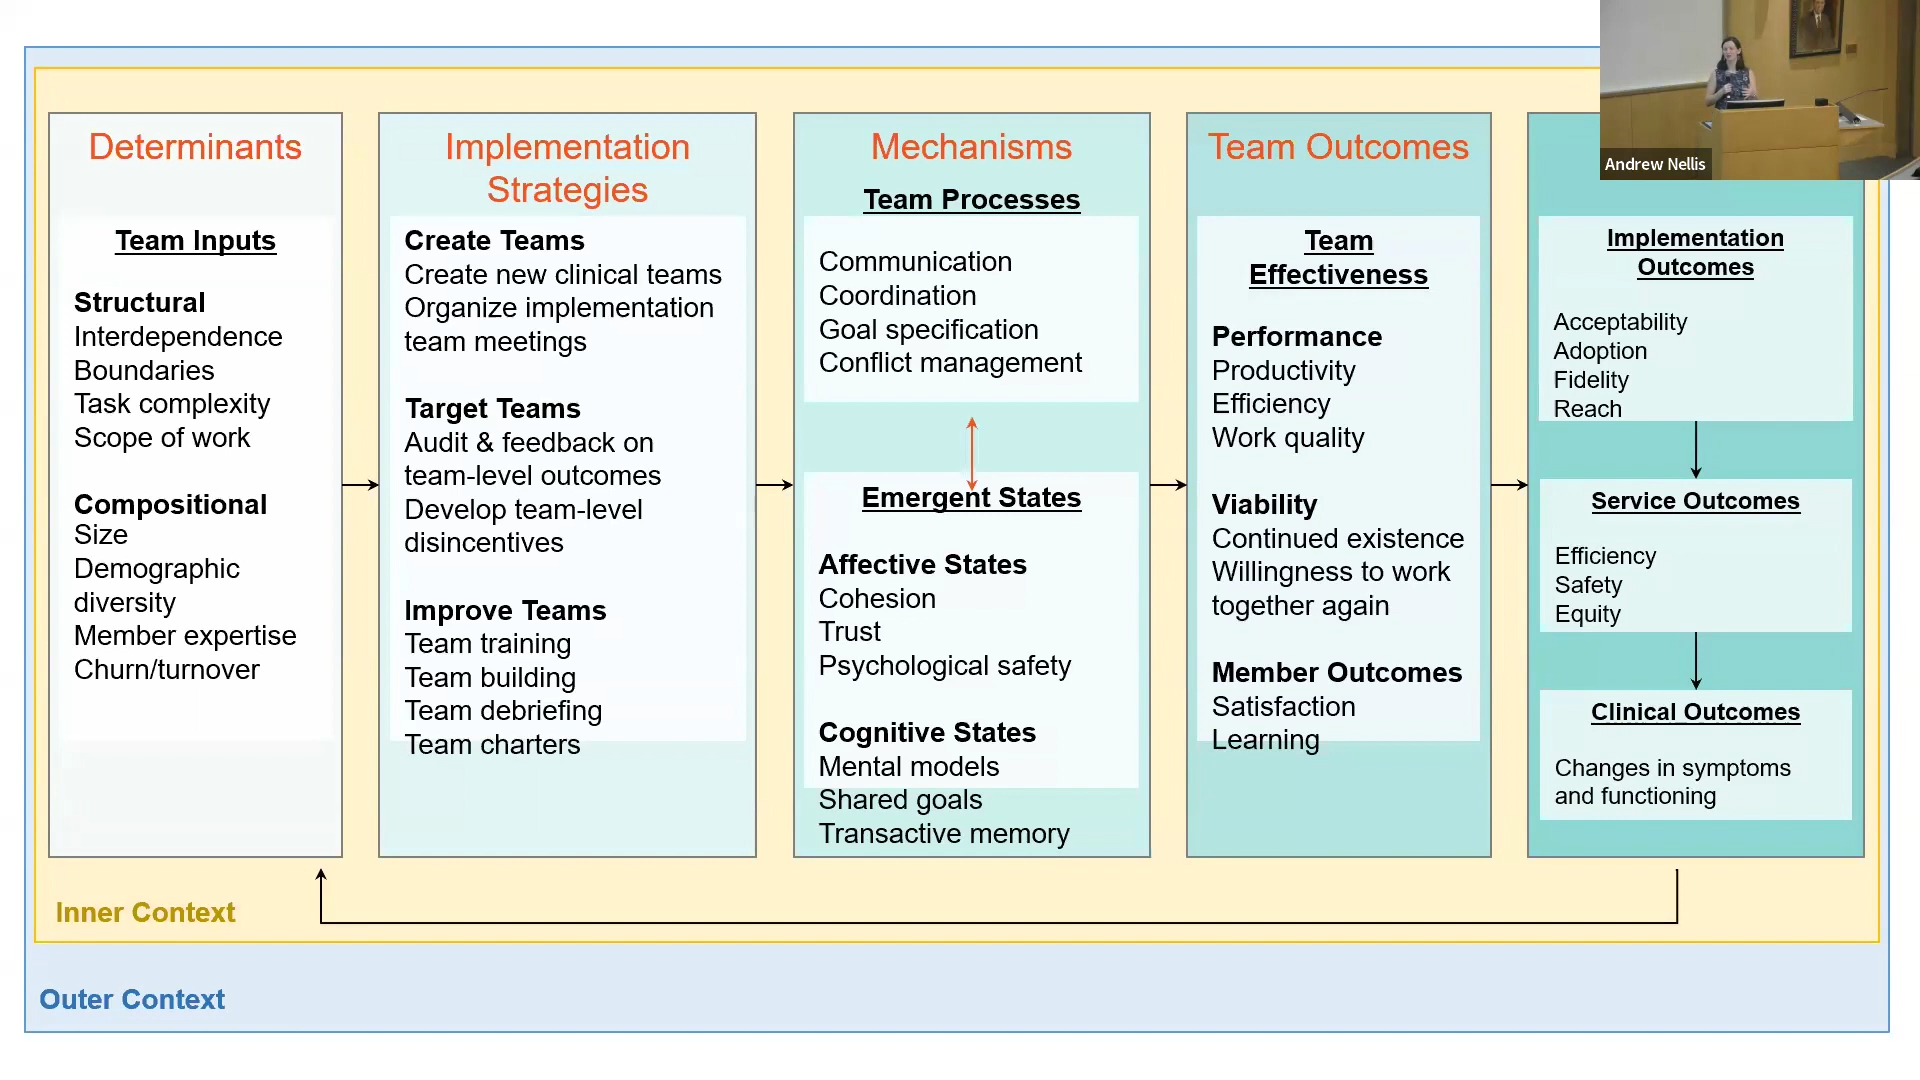 Determinants
Team Inputs
Structural
Interdependence
Boundaries
Task complexity
Scope of work
Compositional
Size
Demographic
diversity
Member expertise
Churn/turnover
Implementation
Strategies
Create Teams
Create new clinical teams
Organize implementation
team meetings
Target Teams
Audit & feedback on
team-level outcomes
Develop team-level
disincentives
Improve Teams
Team training
Team building
Team debriefing
Team charters
Mechanisms
Team Processes
Communication
Coordination
Goal specification
Conflict management
Emergent States
Affective States
Cohesion
Trust
Psychological safety
Cognitive States
Mental models
Shared goals
Transactive memory
Team Outcomes
Team
Effectiveness
Performance
Productivity
Efficiency
Work quality
Viability
Continued existence
Willingness to work
together again
Member Outcomes
Satisfaction
Learning
Andrew Nellis
Implementation
Outcomes
Acceptability
Adoption
Fidelity
Reach
Service Outcomes
Efficiency
Safety
Equity
Clinical Outcomes
Changes in symptoms
and functioning
Inner Context
Outer Context